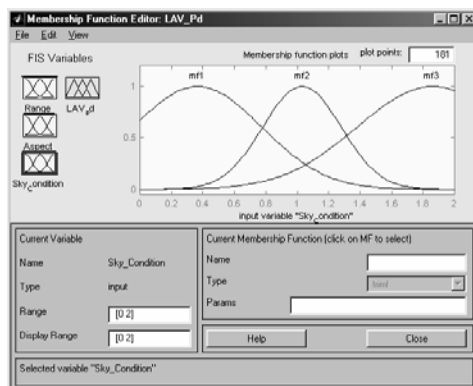 Membership Function Editor: LAV_Pd
File Edit View
FIS Variables
Range
LAV_Pd
Aspect
Sky_Condition
Membership function plots plot points: 181
mf1 mf2 mf3
1
0.5
0
0 0.2 0.4 0.6 0.8 1 1.2 1.4 1.6 1.8 2
input variable "Sky_Condition"
Current Variable
Name Sky_Condition
Type input
Range [0 2]
Display Range [0 2]
Current Membership Function (click on MF to select)
Name
Type
Params
Help Close
Selected variable "Sky_Condition"